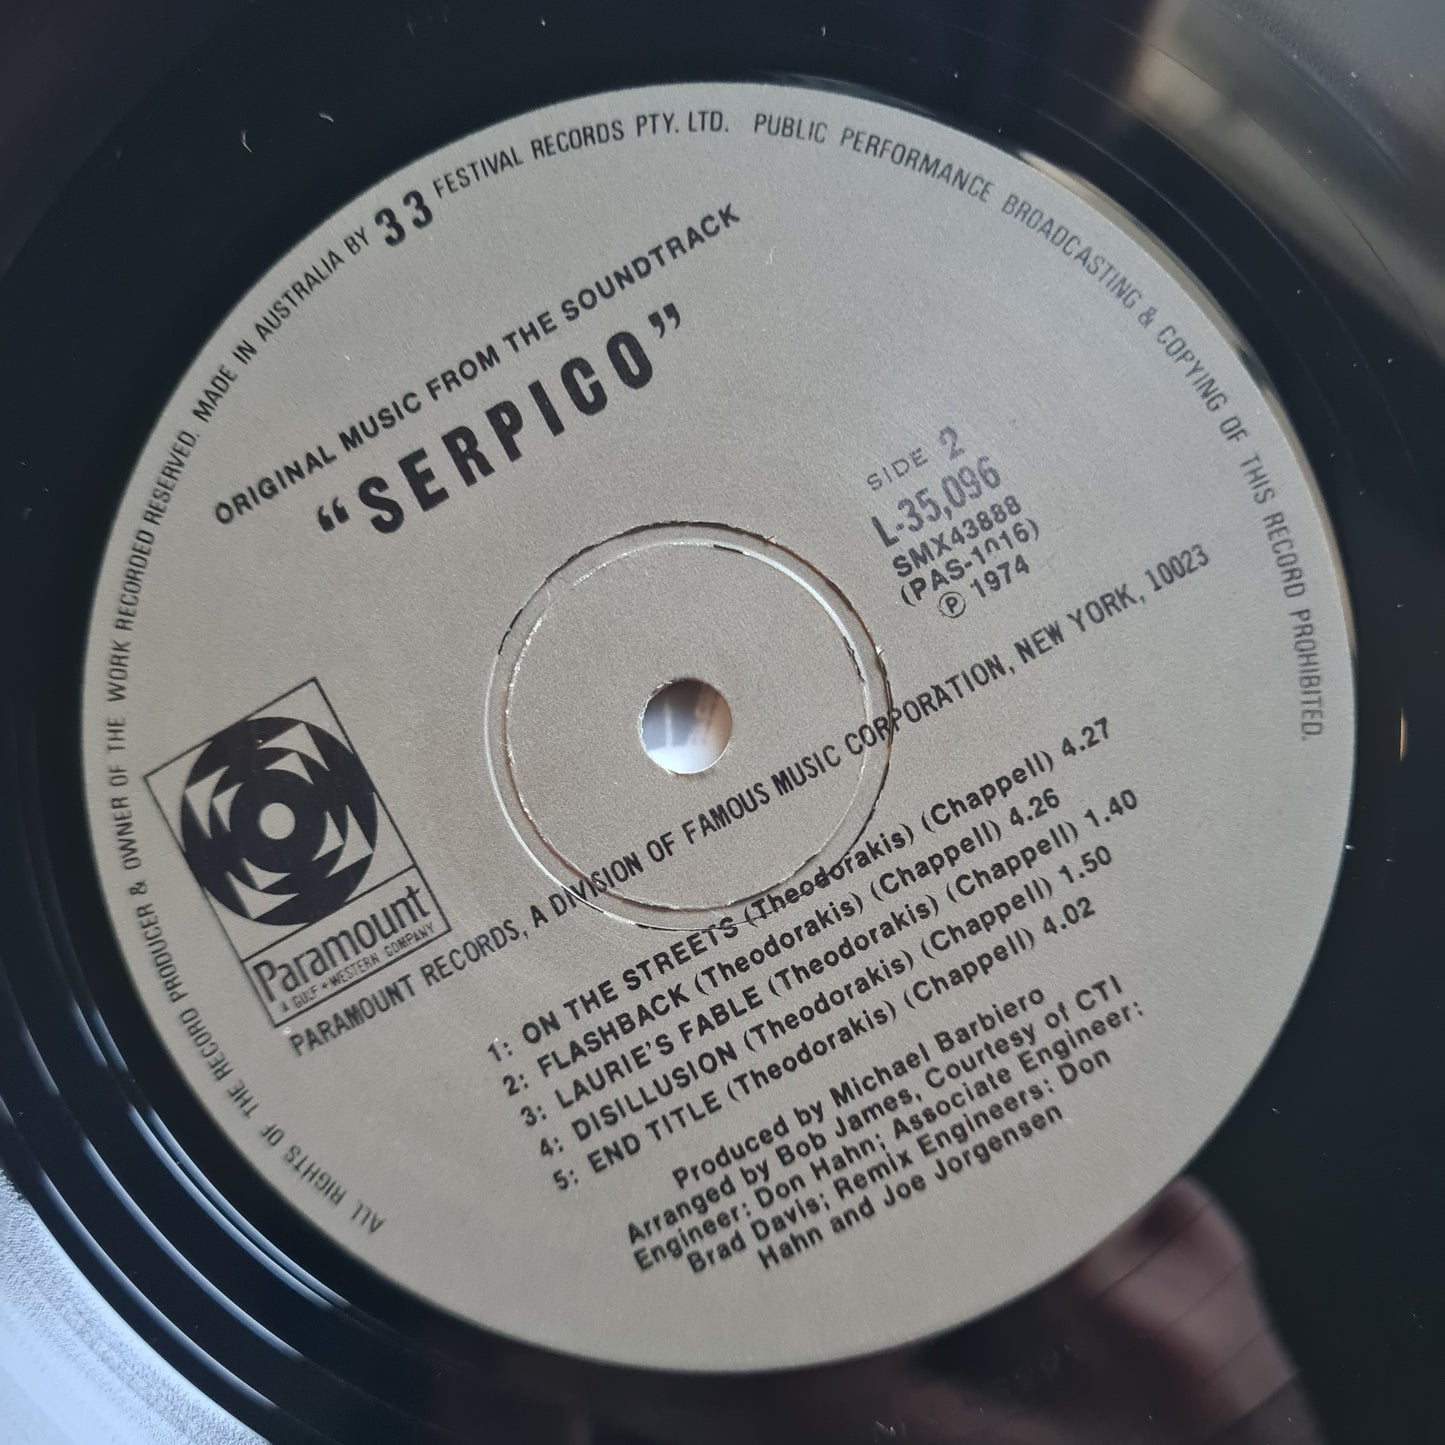 ALL RIGHTS OF THE RECORD PRODUCER & OWNER OF THE WORK RECORDED RESERVED. MADE IN AUSTRALIA BY 33 FESTIVAL RECORDS PTY. LTD. PUBLIC PERFORMANCE BROADCASTING & COPYING OF THIS RECORD PROHIBITED.
ORIGINAL MUSIC FROM THE SOUNDTRACK
“SERPICO”
SIDE 2
L-35,096
SMX43888
(PAS-1016)
℗ 1974
Paramount
A GULF+WESTERN COMPANY
PARAMOUNT RECORDS, A DIVISION OF FAMOUS MUSIC CORPORATION, NEW YORK, 10023
1: ON THE STREETS (Theodorakis) (Chappell) 4.27
2: FLASHBACK (Theodorakis) (Chappell) 4.26
3: LAURIE'S FABLE (Theodorakis) (Chappell) 1.40
4: DISILLUSION (Theodorakis) (Chappell) 1.50
5: END TITLE (Theodorakis) (Chappell) 4.02
Produced by Michael Barbiero
Arranged by Bob James, Courtesy of CTI
Engineer: Don Hahn; Associate Engineer:
Brad Davis; Remix Engineers: Don
Hahn and Joe Jorgensen